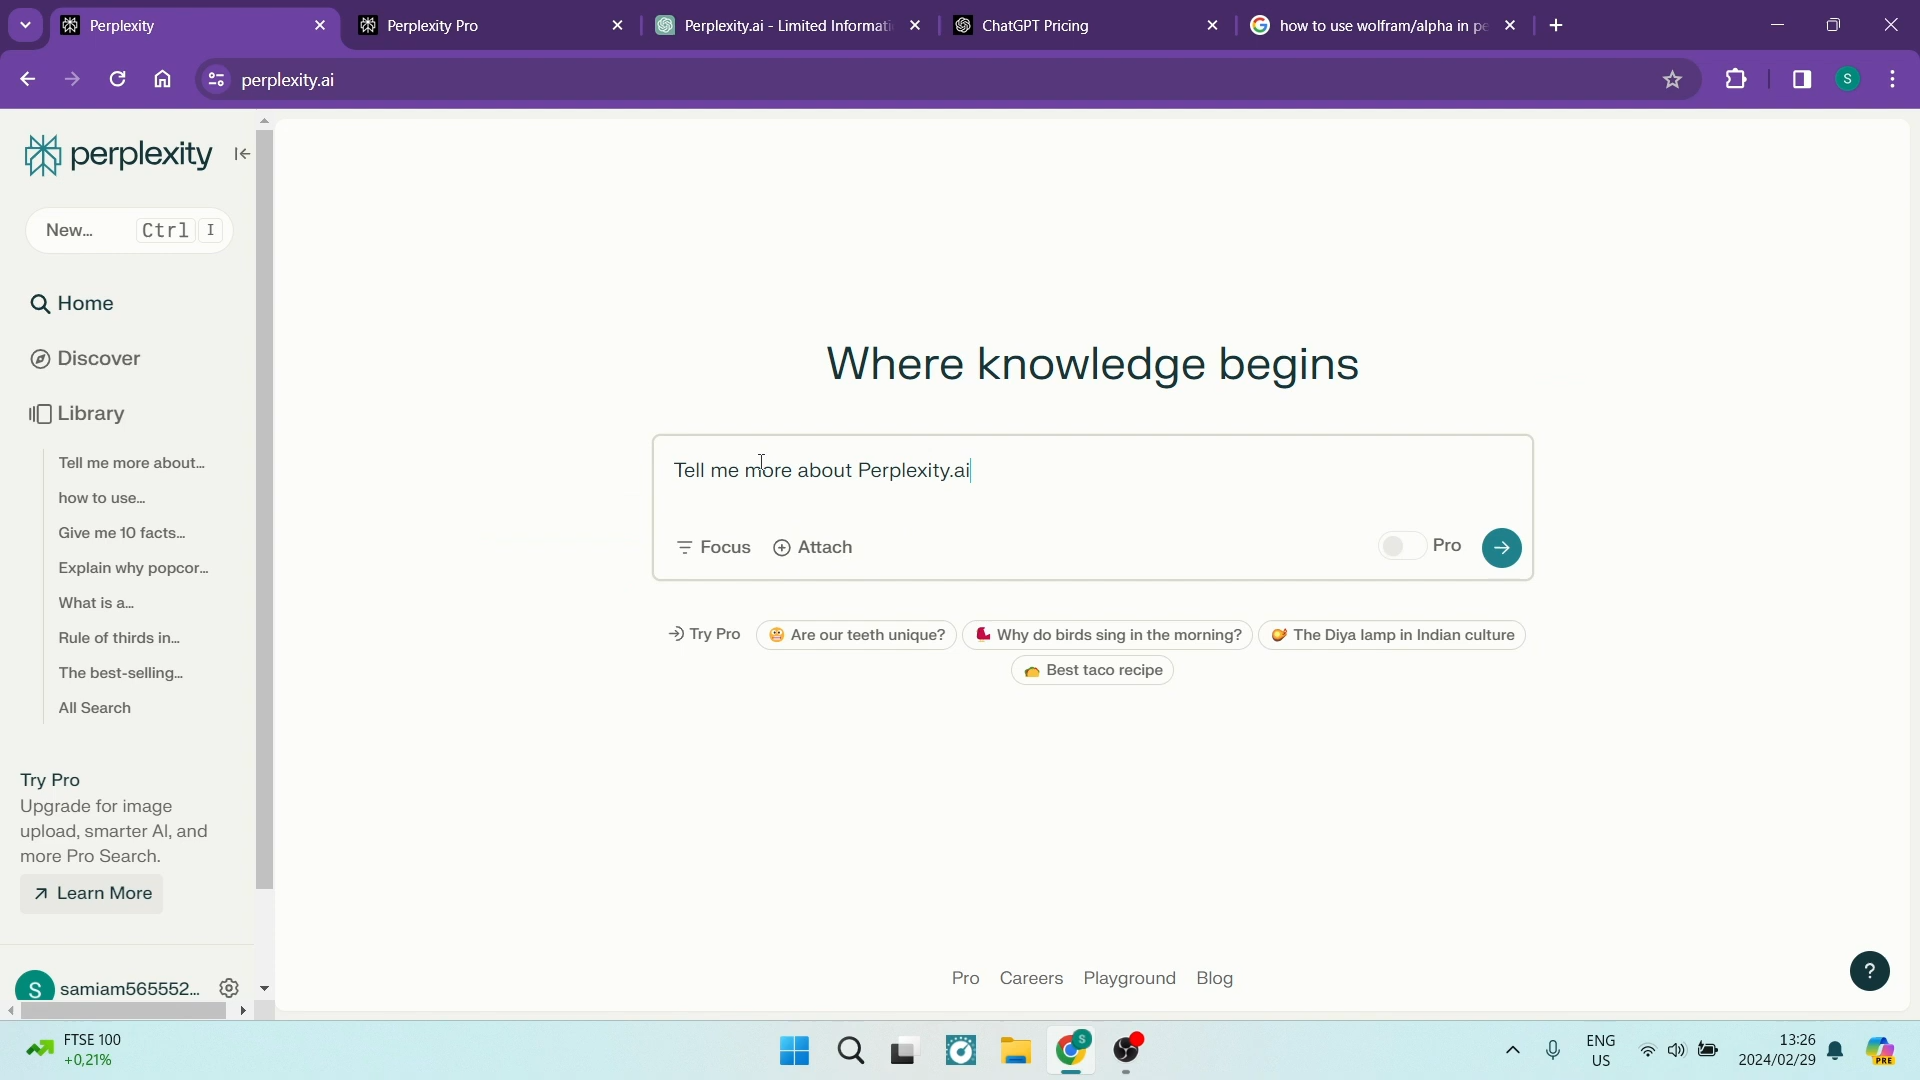 Perplexity
Perplexity Pro
Perplexity.ai - Limited Informati
ChatGPT Pricing
how to use wolfram/alpha in pe
perplexity.ai
S
perplexity
New... Ctrl I
Home
Discover
Library
Tell me more about...
how to use...
Give me 10 facts...
Explain why popcor...
What is a...
Rule of thirds in...
The best-selling...
All Search
Try Pro
Upgrade for image
upload, smarter AI, and
more Pro Search.
Learn More
S samiam565552...
Where knowledge begins
Tell me more about Perplexity.ai
Focus Attach Pro
Try Pro Are our teeth unique? Why do birds sing in the morning? The Diya lamp in Indian culture
Best taco recipe
Pro Careers Playground Blog
?
FTSE 100
+0,21%
S
ENG
US
13:26
2024/02/29
PRE